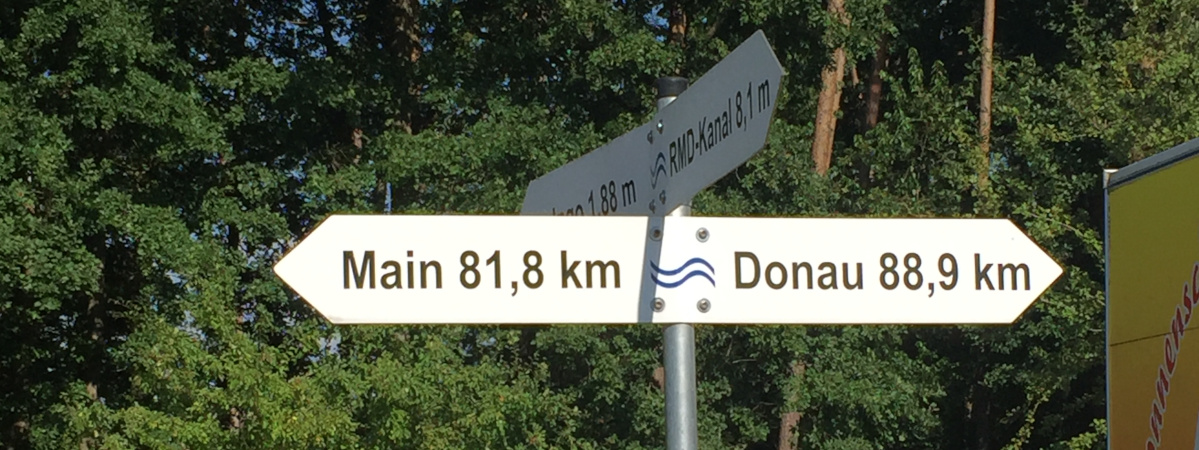 RMD-Kanal 8,1 m
1,88 m
Main 81,8 km
Donau 88,9 km